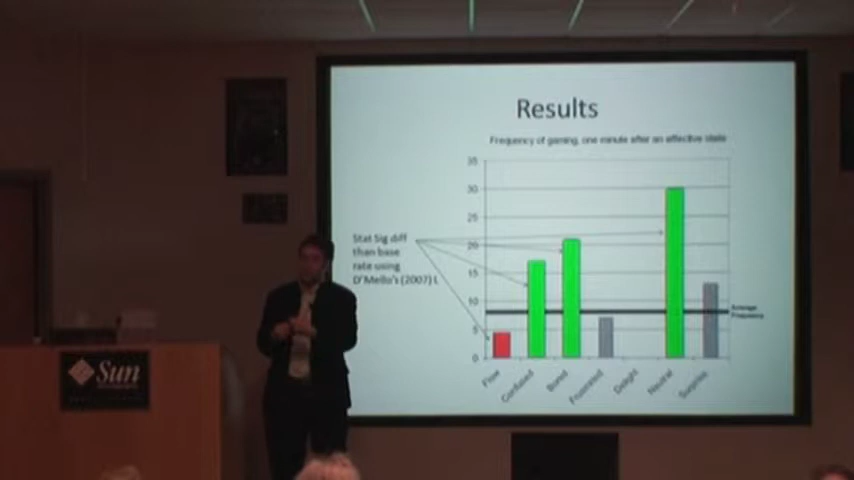 Results
Frequency of gaming, one minute after an affective state
35
30
25
20
15
10
5
0
Stat Sig diff
than base
rate using
D'Mello's (2007) L
Average
Frequency
Flow
Confused
Bored
Frustrated
Delight
Neutral
Surprise
Sun